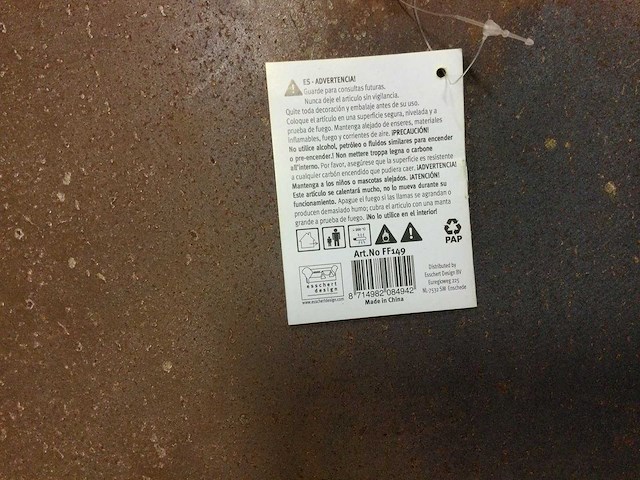 ES - ADVERTENCIA!
Guarde para consultas futuras.
Nunca deje el artículo sin vigilancia.
Quite toda decoración y embalaje antes de su uso.
Coloque el artículo en una superficie segura, nivelada y a
prueba de fuego. Mantenga alejado de enseres, materiales
inflamables, fuego y corrientes de aire. ¡PRECAUCIÓN!
No utilice alcohol, petróleo o fluidos similares para encender
o pre-encender.! Non mettere troppa legna o carbone
all'interno. Por favor, asegúrese que la superficie es resistente
a cualquier carbón encendido que pudiera caer. ¡ADVERTENCIA!
Mantenga a los niños o mascotas alejados. ¡ATENCIÓN!
Este artículo se calentará mucho, no lo mueva durante su
funcionamiento. Apague el fuego si las llamas se agrandan o
producen demasiado humo; cubra el artículo con una manta
grande a prueba de fuego. ¡No lo utilice en el interior!
PAP
Art.No FF149
esschert
design
www.esschertdesign.com
8 714982 084942
Made in China
Distributed by
Esschert Design BV
Euregioweg 225
NL-7532 SM Enschede